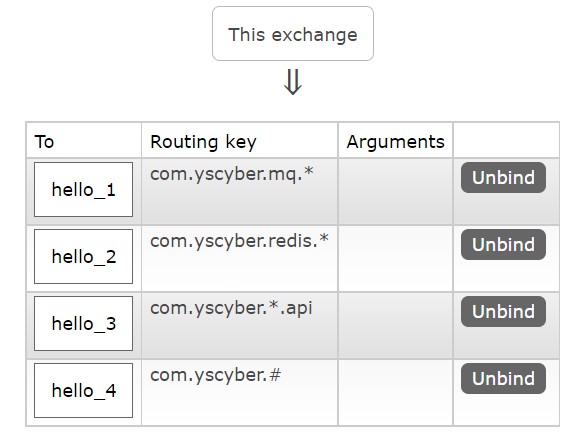 This exchange
⇓
To Routing key Arguments
hello_1 com.yscyber.mq.* Unbind
hello_2 com.yscyber.redis.* Unbind
hello_3 com.yscyber.*.api Unbind
hello_4 com.yscyber.# Unbind